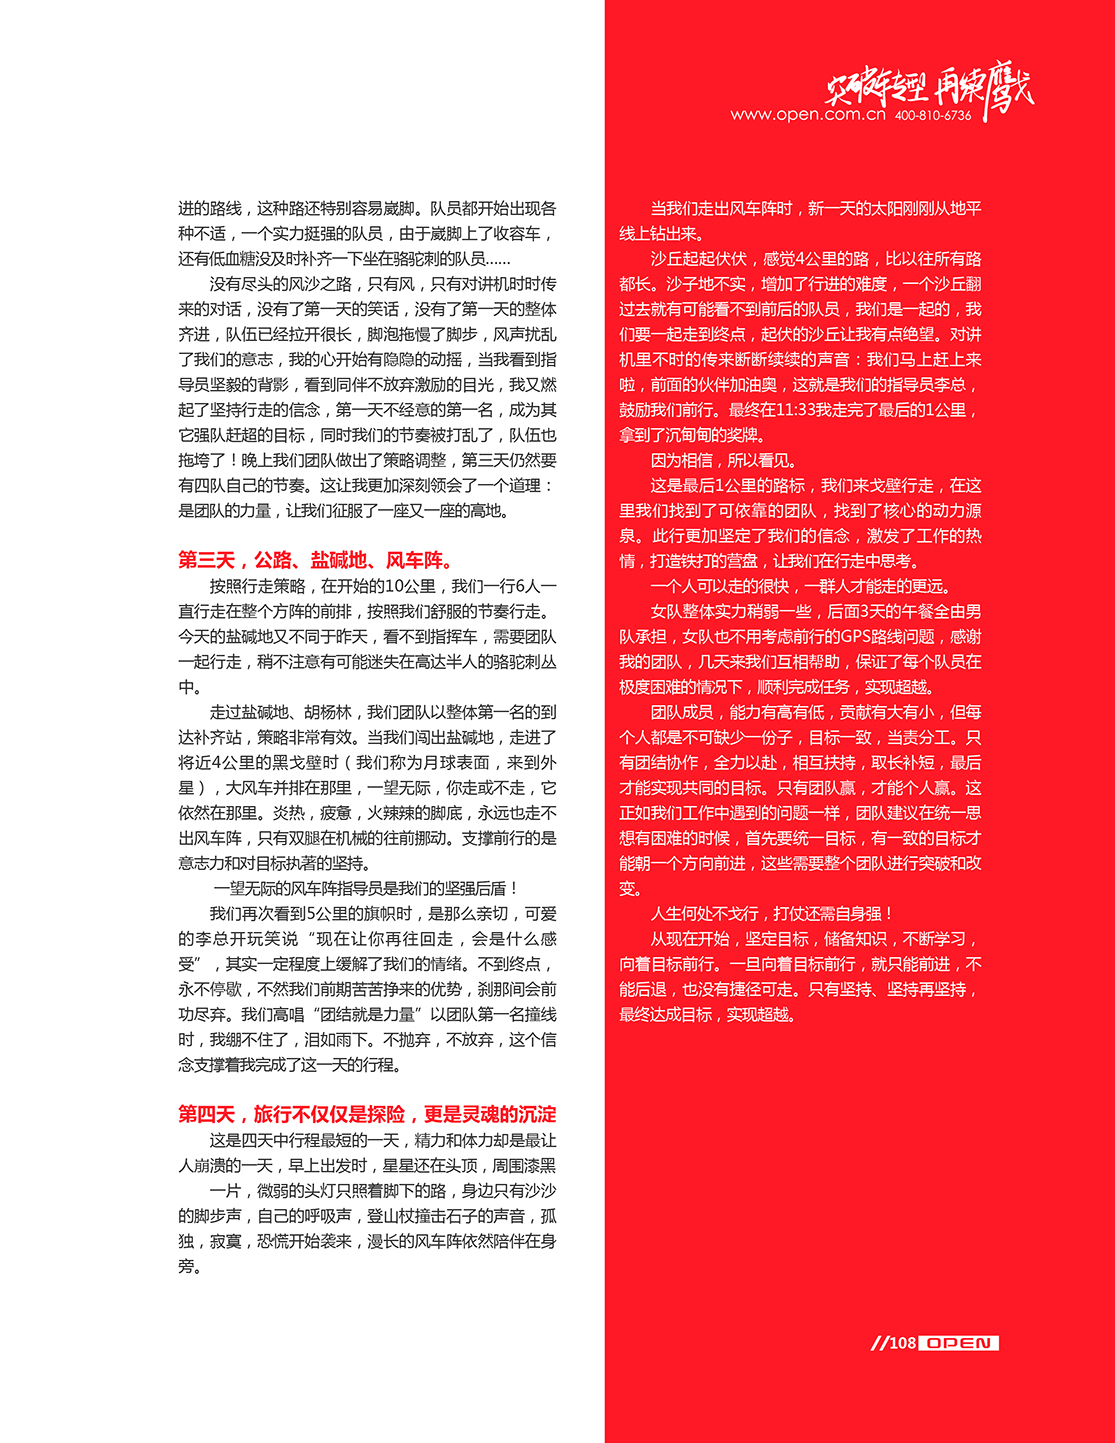 突破转型 再续鹰戈
www.open.com.cn 400-810-6736
进的路线，这种路还特别容易崴脚。队员都开始出现各
种不适，一个实力挺强的队员，由于崴脚上了收容车，
还有低血糖没及时补齐一下坐在骆驼刺的队员……
没有尽头的风沙之路，只有风，只有对讲机时时传
来的对话，没有了第一天的笑话，没有了第一天的整体
齐进，队伍已经拉开很长，脚泡拖慢了脚步，风声扰乱
了我们的意志，我的心开始有隐隐的动摇，当我看到指
导员坚毅的背影，看到同伴不放弃激励的目光，我又燃
起了坚持行走的信念，第一天不经意的第一名，成为其
它强队赶超的目标，同时我们的节奏被打乱了，队伍也
拖垮了！晚上我们团队做出了策略调整，第三天仍然要
有四队自己的节奏。这让我更加深刻领会了一个道理：
是团队的力量，让我们征服了一座又一座的高地。
第三天，公路、盐碱地、风车阵。
按照行走策略，在开始的10公里，我们一行6人一
直行走在整个方阵的前排，按照我们舒服的节奏行走。
今天的盐碱地又不同于昨天，看不到指挥车，需要团队
一起行走，稍不注意有可能迷失在高达半人的骆驼刺丛
中。
走过盐碱地、胡杨林，我们团队以整体第一名的到
达补齐站，策略非常有效。当我们闯出盐碱地，走进了
将近4公里的黑戈壁时（我们称为月球表面，来到外
星），大风车并排在那里，一望无际，你走或不走，它
依然在那里。炎热，疲惫，火辣辣的脚底，永远也走不
出风车阵，只有双腿在机械的往前挪动。支撑前行的是
意志力和对目标执著的坚持。
一望无际的风车阵指导员是我们的坚强后盾！
我们再次看到5公里的旗帜时，是那么亲切，可爱
的李总开玩笑说“现在让你再往回走，会是什么感
受”，其实一定程度上缓解了我们的情绪。不到终点，
永不停歇，不然我们前期苦苦挣来的优势，刹那间会前
功尽弃。我们高唱“团结就是力量”以团队第一名撞线
时，我绷不住了，泪如雨下。不抛弃，不放弃，这个信
念支撑着我完成了这一天的行程。
第四天，旅行不仅仅是探险，更是灵魂的沉淀
这是四天中行程最短的一天，精力和体力却是最让
人崩溃的一天，早上出发时，星星还在头顶，周围漆黑
一片，微弱的头灯只照着脚下的路，身边只有沙沙
的脚步声，自己的呼吸声，登山杖撞击石子的声音，孤
独，寂寞，恐慌开始袭来，漫长的风车阵依然陪伴在身
旁。
当我们走出风车阵时，新一天的太阳刚刚从地平
线上钻出来。
沙丘起起伏伏，感觉4公里的路，比以往所有路
都长。沙子地不实，增加了行进的难度，一个沙丘翻
过去就有可能看不到前后的队员，我们是一起的，我
们要一起走到终点，起伏的沙丘让我有点绝望。对讲
机里不时的传来断断续续的声音：我们马上赶上来
啦，前面的伙伴加油奥，这就是我们的指导员李总，
鼓励我们前行。最终在11:33我走完了最后的1公里，
拿到了沉甸甸的奖牌。
因为相信，所以看见。
这是最后1公里的路标，我们来戈壁行走，在这
里我们找到了可依靠的团队，找到了核心的动力源
泉。此行更加坚定了我们的信念，激发了工作的热
情，打造铁打的营盘，让我们在行走中思考。
一个人可以走的很快，一群人才能走的更远。
女队整体实力稍弱一些，后面3天的午餐全由男
队承担，女队也不用考虑前行的GPS路线问题，感谢
我的团队，几天来我们互相帮助，保证了每个队员在
极度困难的情况下，顺利完成任务，实现超越。
团队成员，能力有高有低，贡献有大有小，但每
个人都是不可缺少一份子，目标一致，当责分工。只
有团结协作，全力以赴，相互扶持，取长补短，最后
才能实现共同的目标。只有团队赢，才能个人赢。这
正如我们工作中遇到的问题一样，团队建议在统一思
想有困难的时候，首先要统一目标，有一致的目标才
能朝一个方向前进，这些需要整个团队进行突破和改
变。
人生何处不戈行，打仗还需自身强！
从现在开始，坚定目标，储备知识，不断学习，
向着目标前行。一旦向着目标前行，就只能前进，不
能后退，也没有捷径可走。只有坚持、坚持再坚持，
最终达成目标，实现超越。
//108 OPEN